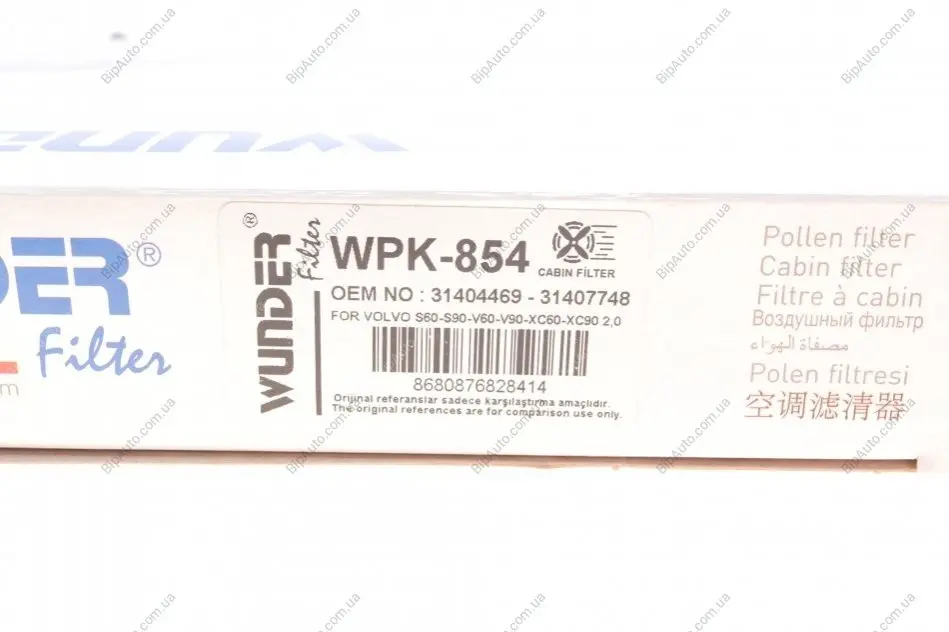 WUNDER
DER®
Filter
m
WUNDER®
Filter
WPK-854
CABIN FILTER
OEM NO : 31404469 - 31407748
FOR VOLVO S60-S90-V60-V90-XC60-XC90 2,0
8680876828414
Orijinal referanslar sadece karşılaştırma amaçlıdır.
The original references are for comparison use only.
Pollen filter
Cabin filter
Filtre à cabin
Воздушный фильтр
مصفاة الهواء
Polen filtresi
空调滤清器
BipAuto.com.ua